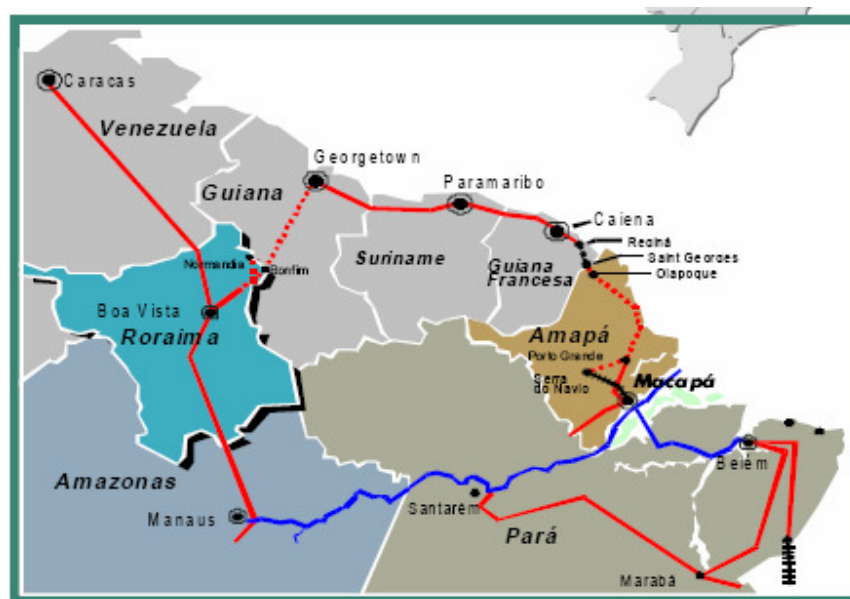 Caracas
Venezuela
Georgetown
Guiana
Paramaribo
Caiena
Regina
Suriname
Saint Georges
Guiana
Francesa
Oiapoque
Normandia
Bonfim
Boa Vista
Roraima
Amapá
Porto Grande
Serra
do Navio
Macapá
Belém
Amazonas
Manaus
Santarém
Pará
Marabá